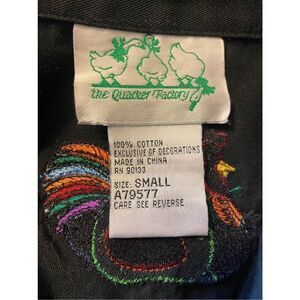 the Quacker Factory
100% COTTON
EXCLUSIVE OF DECORATIONS
MADE IN CHINA
RN 90133
SIZE: SMALL
A79577
CARE SEE REVERSE